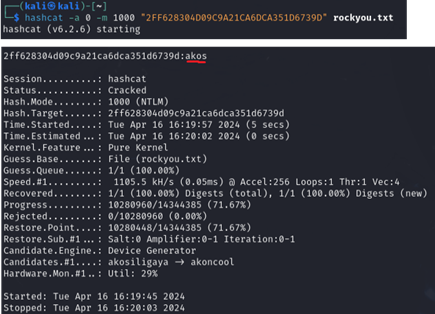 ┌──(kali㉿kali)-[~]
└─$ hashcat -a 0 -m 1000 "2FF628304D09C9A21CA6DCA351D6739D" rockyou.txt
hashcat (v6.2.6) starting
2ff628304d09c9a21ca6dca351d6739d:akos
Session..........: hashcat
Status...........: Cracked
Hash.Mode........: 1000 (NTLM)
Hash.Target......: 2ff628304d09c9a21ca6dca351d6739d
Time.Started.....: Tue Apr 16 16:19:57 2024 (5 secs)
Time.Estimated...: Tue Apr 16 16:20:02 2024 (0 secs)
Kernel.Feature...: Pure Kernel
Guess.Base.......: File (rockyou.txt)
Guess.Queue......: 1/1 (100.00%)
Speed.#1.........:  1105.5 kH/s (0.05ms) @ Accel:256 Loops:1 Thr:1 Vec:4
Recovered........: 1/1 (100.00%) Digests (total), 1/1 (100.00%) Digests (new)
Progress.........: 10280960/14344385 (71.67%)
Rejected.........: 0/10280960 (0.00%)
Restore.Point....: 10280448/14344385 (71.67%)
Restore.Sub.#1...: Salt:0 Amplifier:0-1 Iteration:0-1
Candidate.Engine.: Device Generator
Candidates.#1....: akosiligaya -> akoncool
Hardware.Mon.#1..: Util: 29%
Started: Tue Apr 16 16:19:45 2024
Stopped: Tue Apr 16 16:20:03 2024